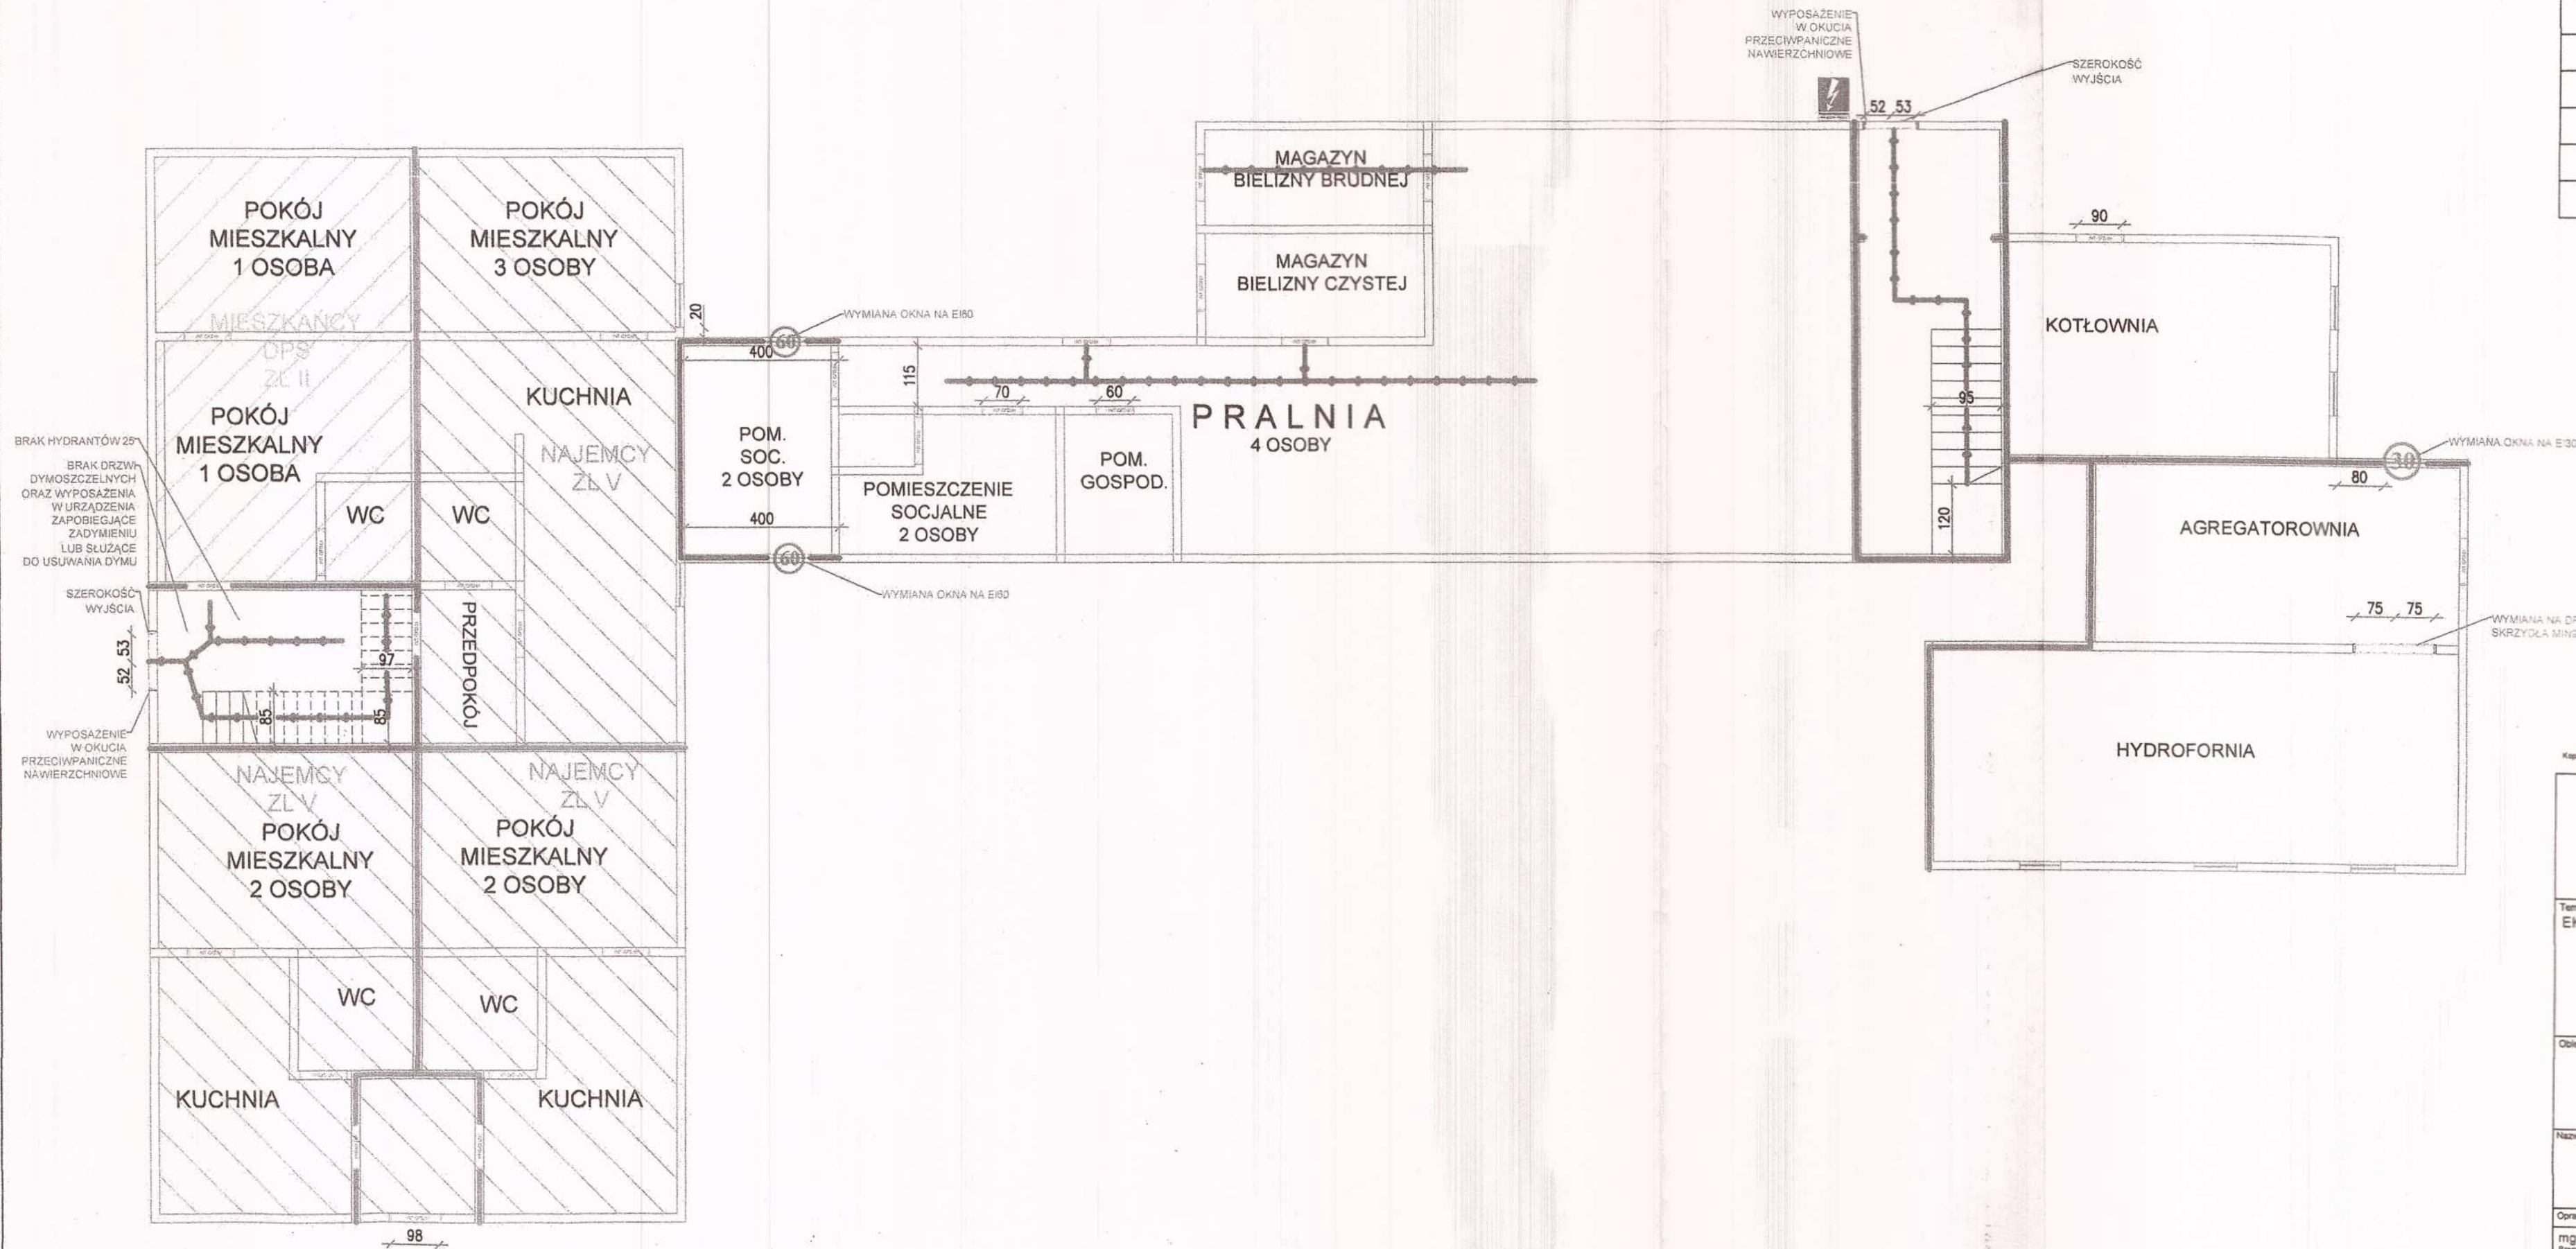 WYPOSAŻENIE
W OKUCIA
PRZECIWPANICZNE
NAWIERZCHNIOWE
SZEROKOŚĆ
WYJŚCIA
52 53
MAGAZYN
BIELIZNY BRUDNEJ
MAGAZYN
BIELIZNY CZYSTEJ
POKÓJ
MIESZKALNY
1 OSOBA
POKÓJ
MIESZKALNY
3 OSOBY
90
KOTŁOWNIA
MIESZKAŃCY
DPS
ZL II
20
WYMIANA OKNA NA EI60
60
400
115
70
60
PRALNIA
4 OSOBY
95
120
KUCHNIA
NAJEMCY
ZL V
POKÓJ
MIESZKALNY
1 OSOBA
WC
WC
POM.
SOC.
2 OSOBY
400
60
WYMIANA OKNA NA EI60
POMIESZCZENIE
SOCJALNE
2 OSOBY
POM.
GOSPOD.
WYMIANA OKNA NA EI30
30
80
AGREGATOROWNIA
75 75
WYMIANA NA
SKRZYDŁA
HYDROFORNIA
BRAK HYDRANTÓW 25
BRAK DRZWI
DYMOSZCZELNYCH
ORAZ WYPOSAŻENIA
W URZĄDZENIA
ZAPOBIEGJĄCE
ZADYMIENIU
LUB SŁUŻĄCE
DO USUWANIA DYMU
SZEROKOŚĆ
WYJŚCIA
52 53
WYPOSAŻENIE
W OKUCIA
PRZECIWPANICZNE
NAWIERZCHNIOWE
97
85
85
PRZEDPOKÓJ
NAJEMCY
ZL V
POKÓJ
MIESZKALNY
2 OSOBY
NAJEMCY
ZL V
POKÓJ
MIESZKALNY
2 OSOBY
WC
WC
KUCHNIA
KUCHNIA
98